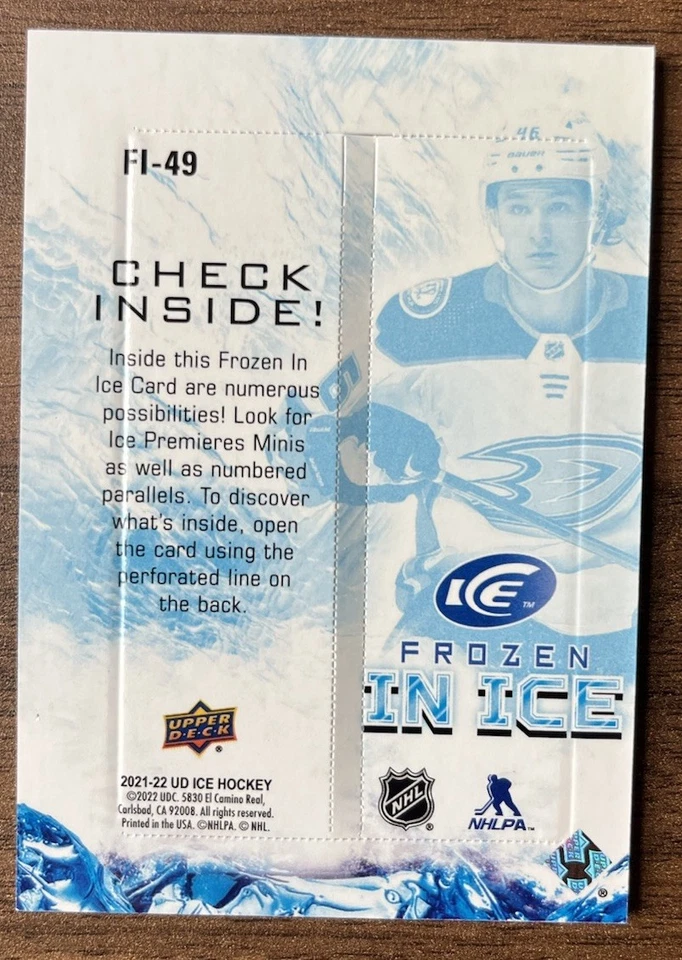 46
BAUER
FI-49
CHECK
INSIDE!
Inside this Frozen In
Ice Card are numerous
possibilities! Look for
Ice Premieres Minis
as well as numbered
parallels. To discover
what's inside, open
the card using the
perforated line on
the back.
ICE TM
FROZEN
IN ICE
UPPER
D·E·C·K ®
2021-22 UD ICE HOCKEY
©2022 UDC. 5830 El Camino Real,
Carlsbad, CA 92008. All rights reserved.
Printed in the USA. ©NHLPA. © NHL.
NHL ®
NHLPA™
®